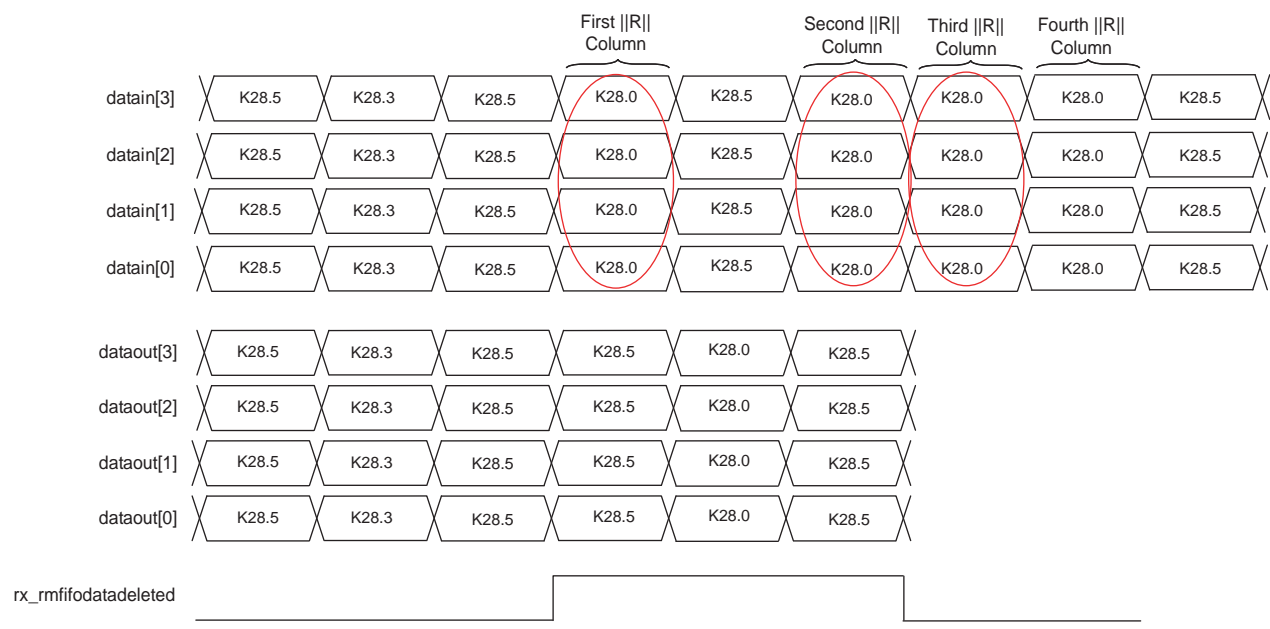 First ||R||
Column
Second ||R||
Column
Third ||R||
Column
Fourth ||R||
Column
datain[3] K28.5 K28.3 K28.5 K28.0 K28.5 K28.0 K28.0 K28.0 K28.5
datain[2] K28.5 K28.3 K28.5 K28.0 K28.5 K28.0 K28.0 K28.0 K28.5
datain[1] K28.5 K28.3 K28.5 K28.0 K28.5 K28.0 K28.0 K28.0 K28.5
datain[0] K28.5 K28.3 K28.5 K28.0 K28.5 K28.0 K28.0 K28.0 K28.5
dataout[3] K28.5 K28.3 K28.5 K28.5 K28.0 K28.5
dataout[2] K28.5 K28.3 K28.5 K28.5 K28.0 K28.5
dataout[1] K28.5 K28.3 K28.5 K28.5 K28.0 K28.5
dataout[0] K28.5 K28.3 K28.5 K28.5 K28.0 K28.5
rx_rmfifodatadeleted